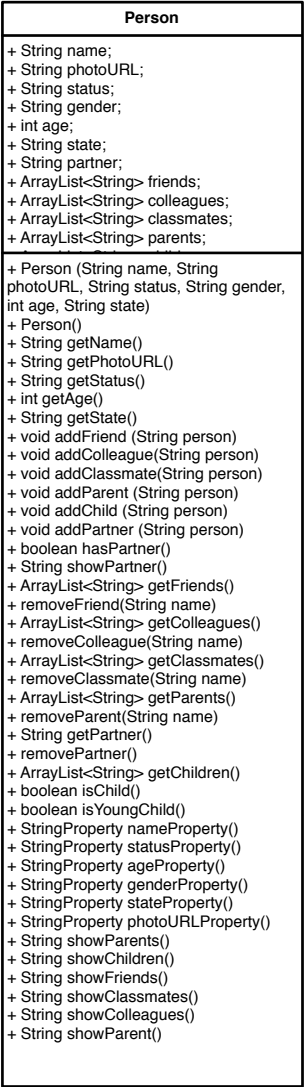 Person
+ String name;
+ String photoURL;
+ String status;
+ String gender;
+ int age;
+ String state;
+ String partner;
+ ArrayList<String> friends;
+ ArrayList<String> colleagues;
+ ArrayList<String> classmates;
+ ArrayList<String> parents;
+ Person (String name, String
photoURL, String status, String gender,
int age, String state)
+ Person()
+ String getName()
+ String getPhotoURL()
+ String getStatus()
+ int getAge()
+ String getState()
+ void addFriend (String person)
+ void addColleague(String person)
+ void addClassmate(String person)
+ void addParent (String person)
+ void addChild (String person)
+ void addPartner (String person)
+ boolean hasPartner()
+ String showPartner()
+ ArrayList<String> getFriends()
+ removeFriend(String name)
+ ArrayList<String> getColleagues()
+ removeColleague(String name)
+ ArrayList<String> getClassmates()
+ removeClassmate(String name)
+ ArrayList<String> getParents()
+ removeParent(String name)
+ String getPartner()
+ removePartner()
+ ArrayList<String> getChildren()
+ boolean isChild()
+ boolean isYoungChild()
+ StringProperty nameProperty()
+ StringProperty statusProperty()
+ StringProperty ageProperty()
+ StringProperty genderProperty()
+ StringProperty stateProperty()
+ StringProperty photoURLProperty()
+ String showParents()
+ String showChildren()
+ String showFriends()
+ String showClassmates()
+ String showColleagues()
+ String showParent()